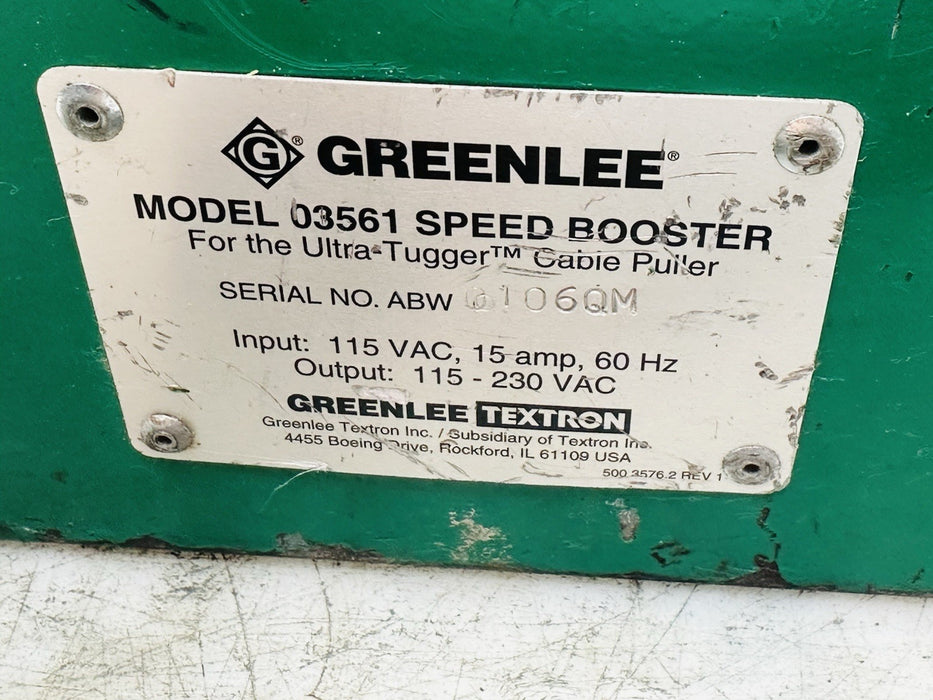 G® GREENLEE®
MODEL 03561 SPEED BOOSTER
For the Ultra-Tugger™ Cable Puller
SERIAL NO. ABW 0106QM
Input: 115 VAC, 15 amp, 60 Hz
Output: 115 - 230 VAC
GREENLEE TEXTRON
Greenlee Textron Inc. / Subsidiary of Textron Inc.
4455 Boeing Drive, Rockford, IL 61109 USA
500 3576.2 REV 1